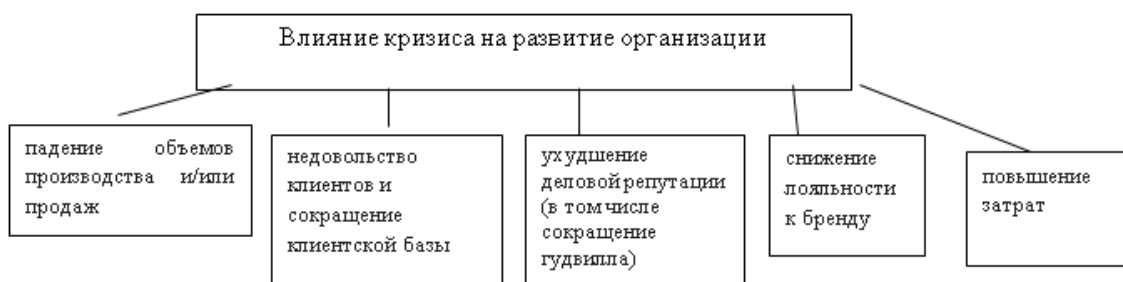 Влияние кризиса на развитие организации
падение объемов
производства и/или
продаж
недовольство
клиентов и
сокращение
клиентской базы
ухудшение
деловой репутации
(в том числе
сокращение
гудвилла)
снижение
лояльности
к бренду
повышение
затрат